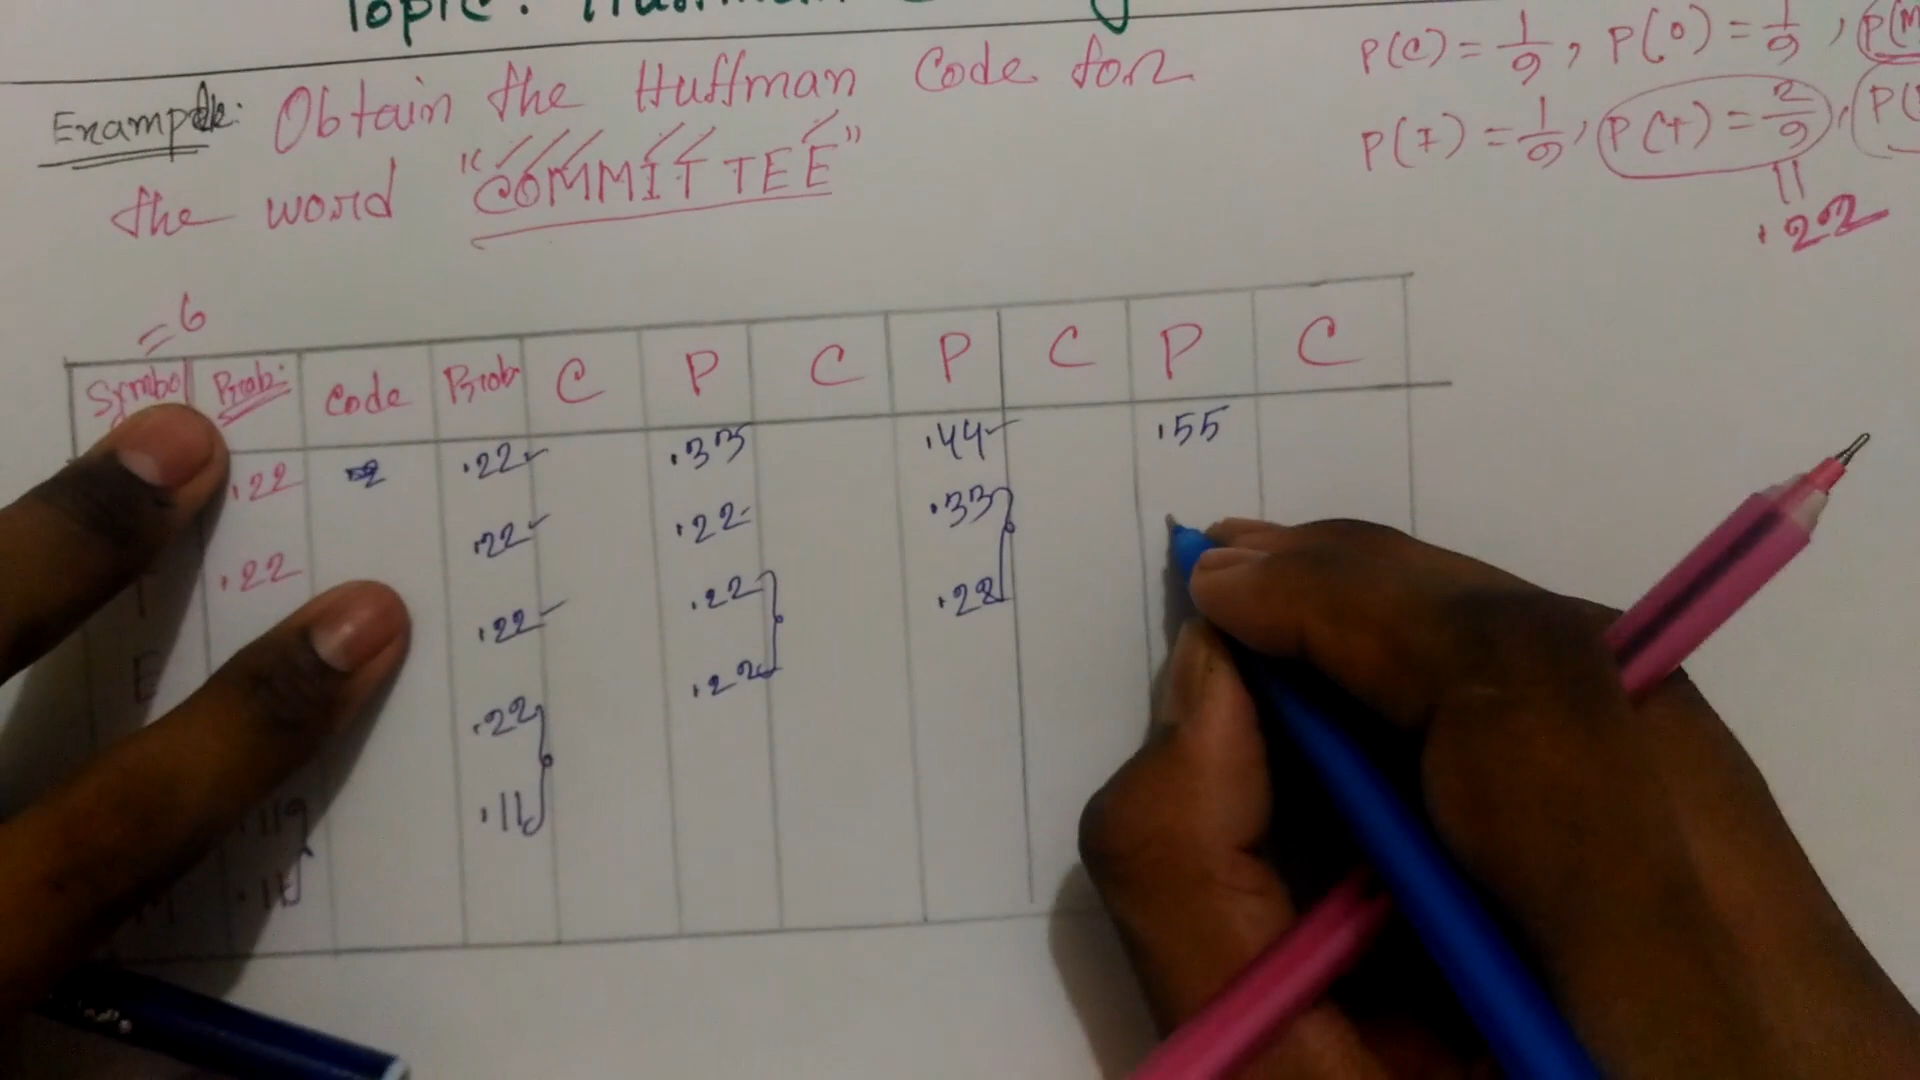 Topic:
Example: Obtain the Huffman Code for
the word "COMMITTEE"
P(C) = 1/9, P(O) = 1/9,
P(I) = 1/9, P(T) = 2/9,
.22
=6
Symbol Prob. Code Prob C P C P C P C
.22 .22 .33 .44 .55
.22 .22 .22 .33
E .22 .22 .22
.22 .22
.11 .11
.11